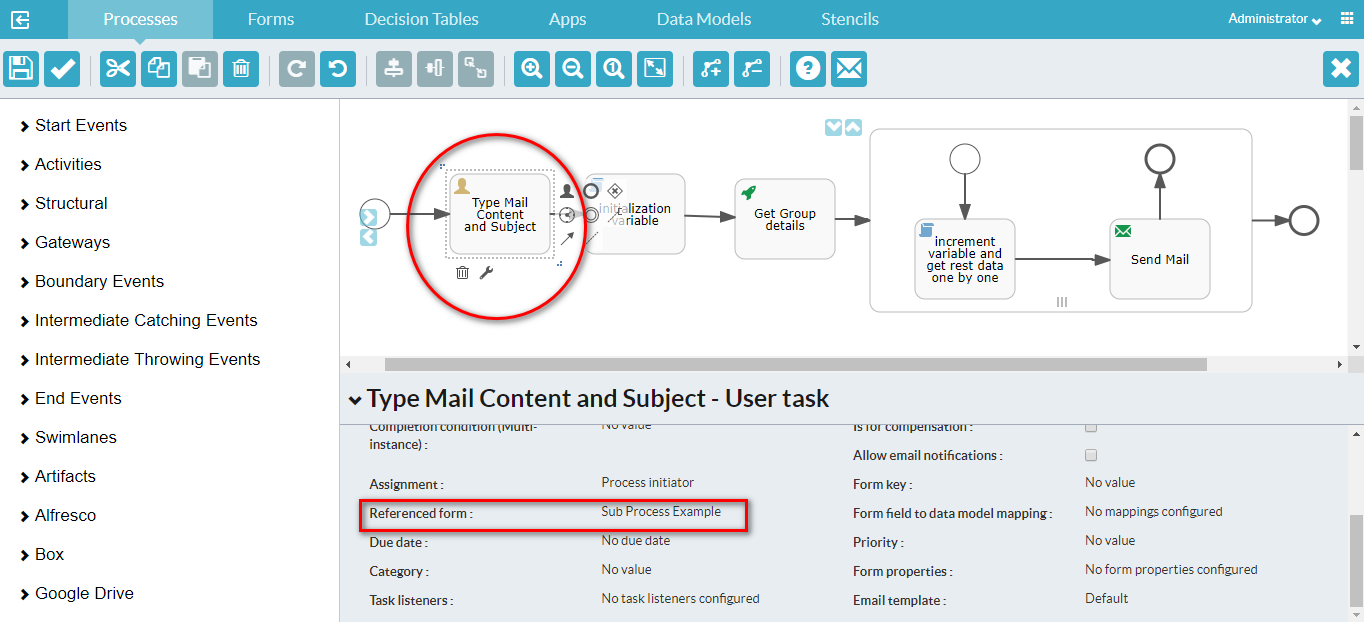 Processes
Forms
Decision Tables
Apps
Data Models
Stencils
Administrator
Start Events
Activities
Structural
Gateways
Boundary Events
Intermediate Catching Events
Intermediate Throwing Events
End Events
Swimlanes
Artifacts
Alfresco
Box
Google Drive
Type Mail
Content
and Subject
initialization
variable
Get Group
details
increment
variable and
get rest data
one by one
Send Mail
Type Mail Content and Subject - User task
Completion condition (Multi-
instance) :
No value
Is for compensation :
Allow email notifications :
Assignment :
Process initiator
Form key :
No value
Referenced form :
Sub Process Example
Form field to data model mapping :
No mappings configured
Due date :
No due date
Priority :
No value
Category :
No value
Form properties :
No form properties configured
Task listeners :
No task listeners configured
Email template :
Default